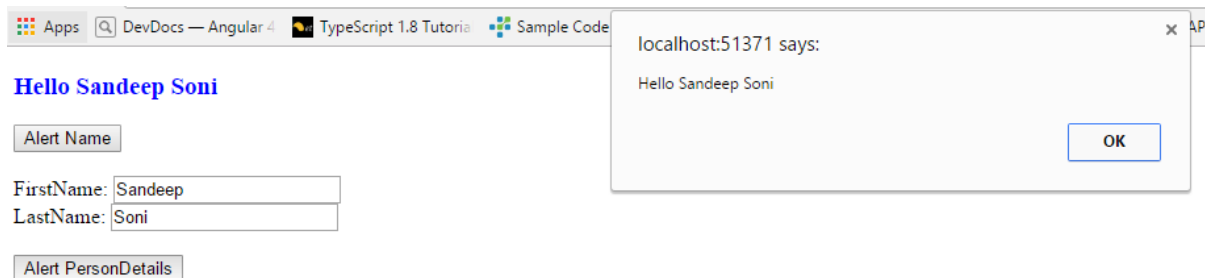 Apps DevDocs — Angular 4 TypeScript 1.8 Tutoria Sample Code AP
localhost:51371 says:
Hello Sandeep Soni
OK
Hello Sandeep Soni
Alert Name
FirstName: Sandeep
LastName: Soni
Alert PersonDetails